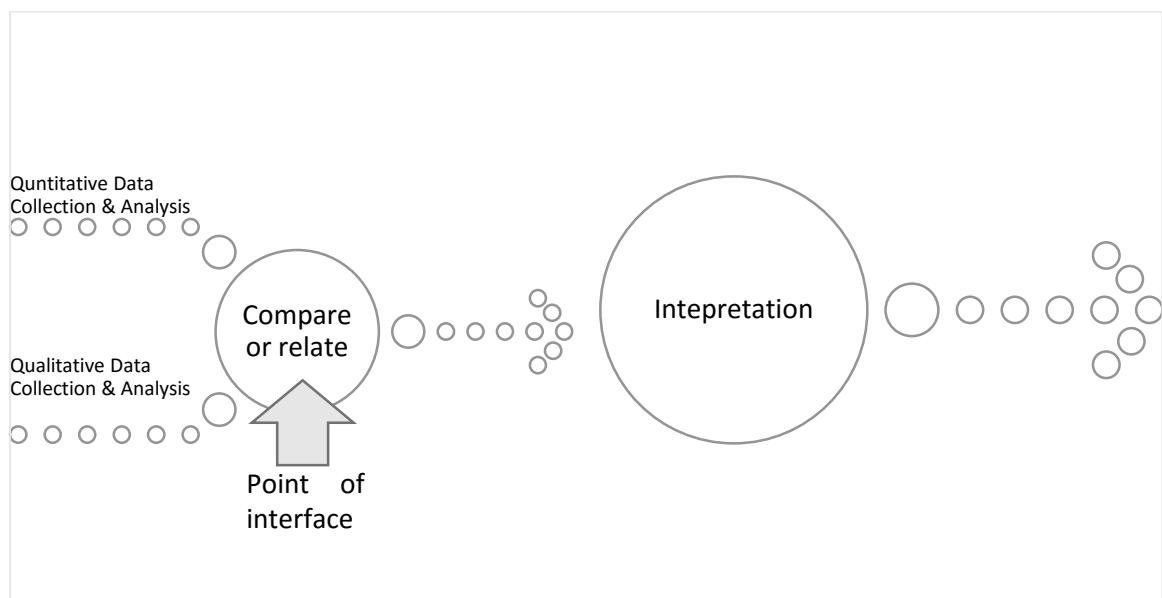 Quntitative Data
Collection & Analysis
Compare
or relate
Intepretation
Qualitative Data
Collection & Analysis
Point of
interface